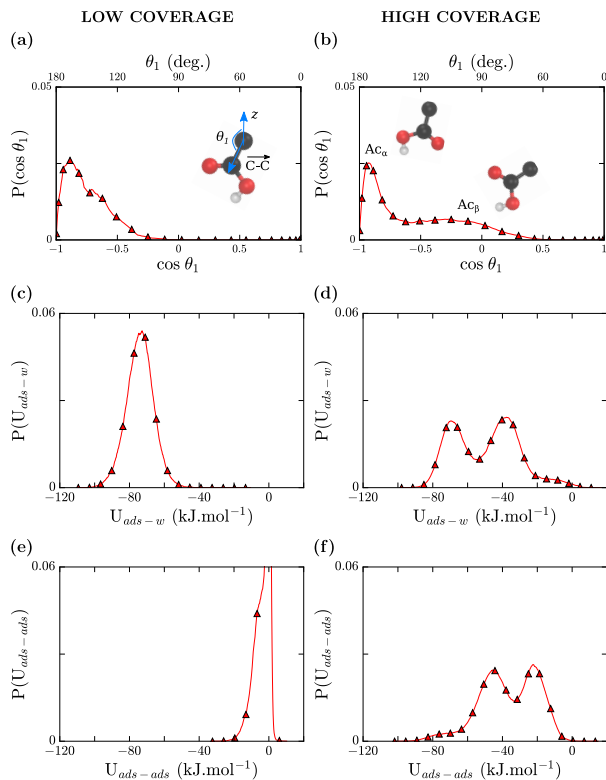 LOW COVERAGE
HIGH COVERAGE
(a)
θ1 (deg.)
180 150 120 90 60 30 0
0.05
P(cos θ1)
0
z
θ1
C-C
-1 -0.5 0 0.5 1
cos θ1
(b)
θ1 (deg.)
180 150 120 90 60 30 0
0.05
P(cos θ1)
0
Acα
Acβ
-1 -0.5 0 0.5 1
cos θ1
(c)
0.06
P(Uads−w)
0
−120 −80 −40 0
Uads−w (kJ.mol−1)
(d)
0.06
P(Uads−w)
0
−120 −80 −40 0
Uads−w (kJ.mol−1)
(e)
0.06
P(Uads−ads)
0
−120 −80 −40 0
Uads−ads (kJ.mol−1)
(f)
0.06
P(Uads−ads)
0
−120 −80 −40 0
Uads−ads (kJ.mol−1)